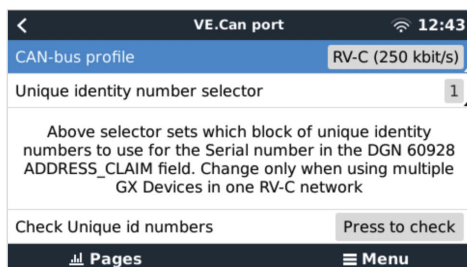 VE.Can port
12:43
CAN-bus profile
RV-C (250 kbit/s)
Unique identity number selector
1
Above selector sets which block of unique identity
numbers to use for the Serial number in the DGN 60928
ADDRESS_CLAIM field. Change only when using multiple
GX Devices in one RV-C network
Check Unique id numbers
Press to check
Pages
Menu